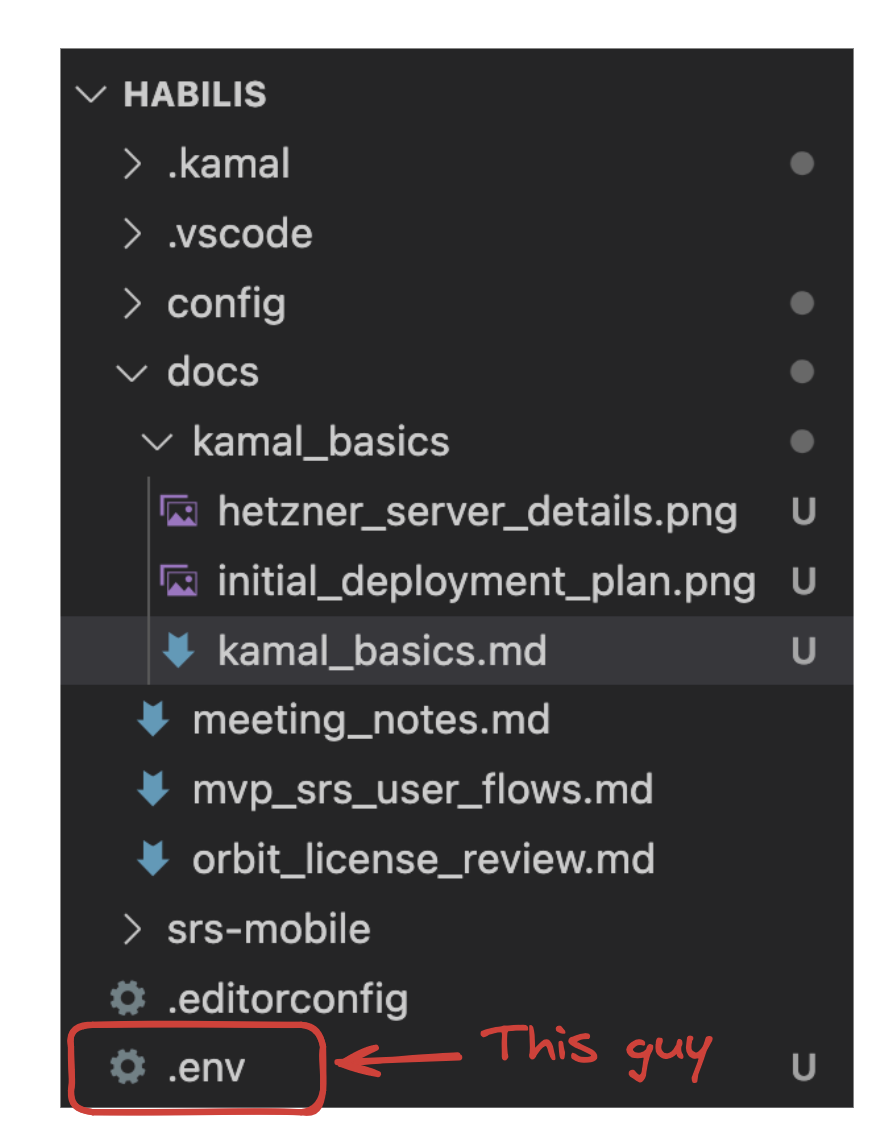 HABILIS
.kamal
.vscode
config
docs
kamal_basics
hetzner_server_details.png U
initial_deployment_plan.png U
kamal_basics.md U
meeting_notes.md
mvp_srs_user_flows.md
orbit_license_review.md
srs-mobile
.editorconfig
.env This guy U